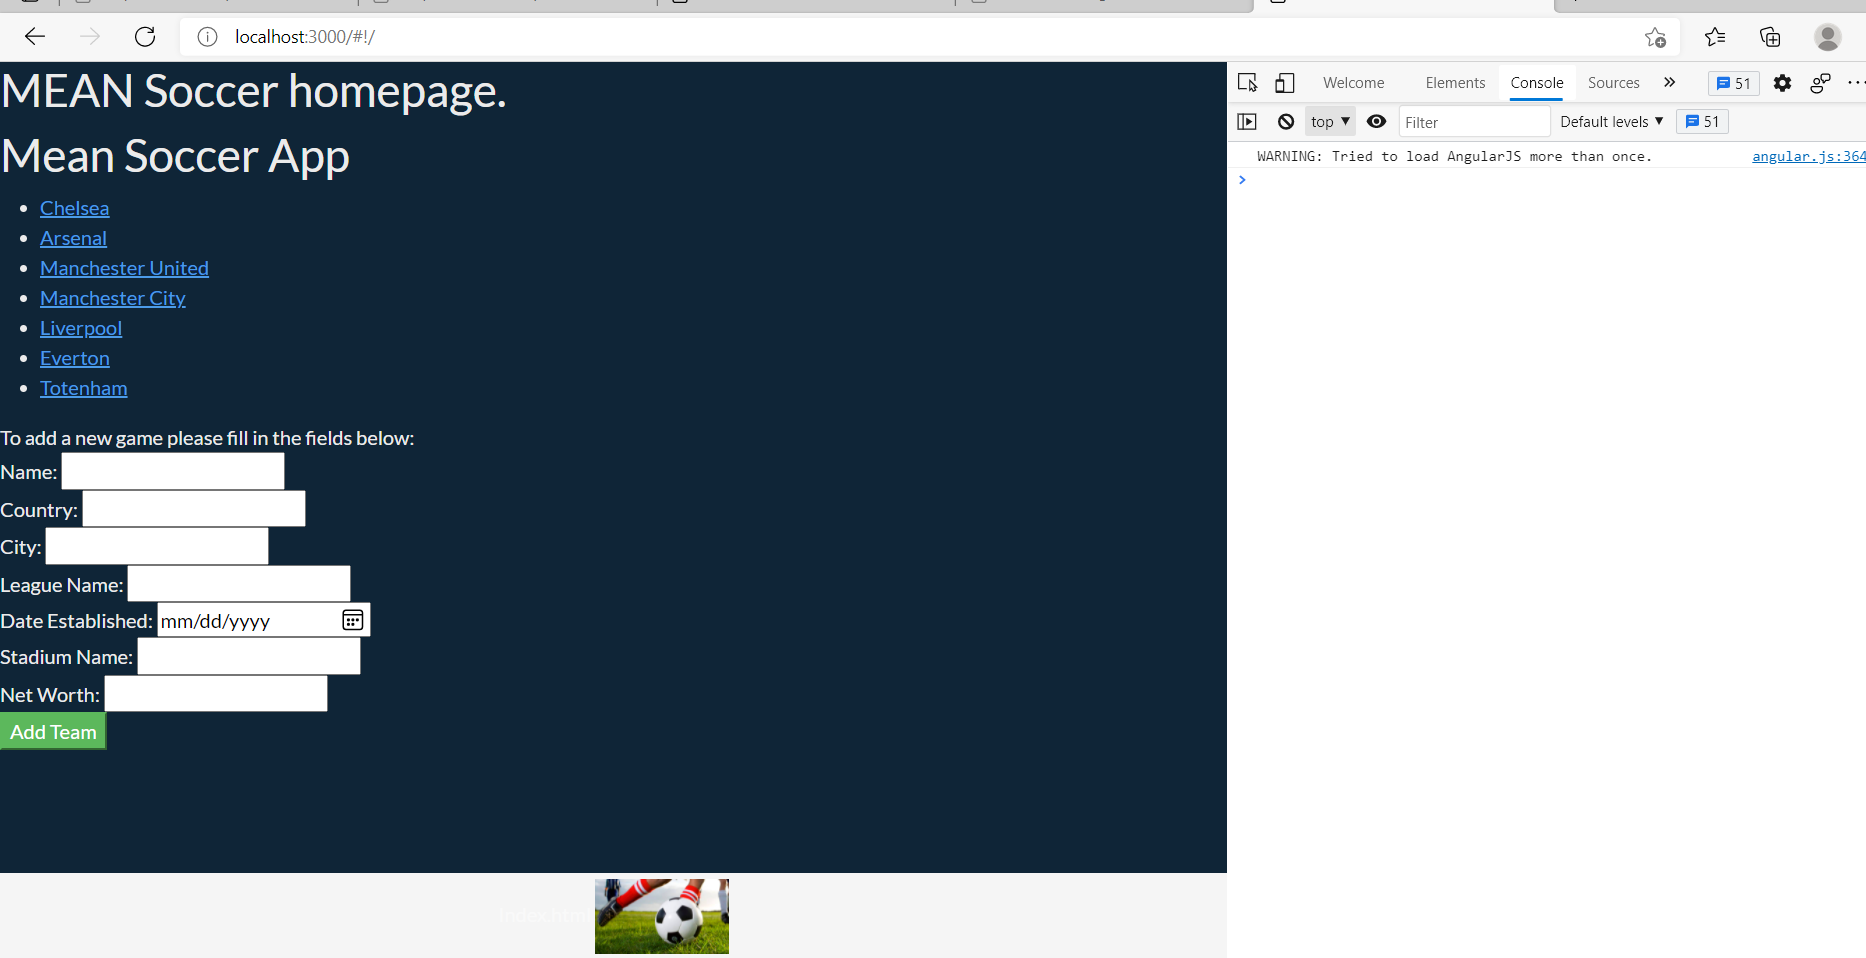 localhost:3000/#!/
MEAN Soccer homepage.
Mean Soccer App
Chelsea
Arsenal
Manchester United
Manchester City
Liverpool
Everton
Totenham
To add a new game please fill in the fields below:
Name:
Country:
City:
League Name:
Date Established: mm/dd/yyyy
Stadium Name:
Net Worth:
Add Team
Index.html
Welcome Elements Console Sources 51
top Filter Default levels 51
WARNING: Tried to load AngularJS more than once. angular.js:364